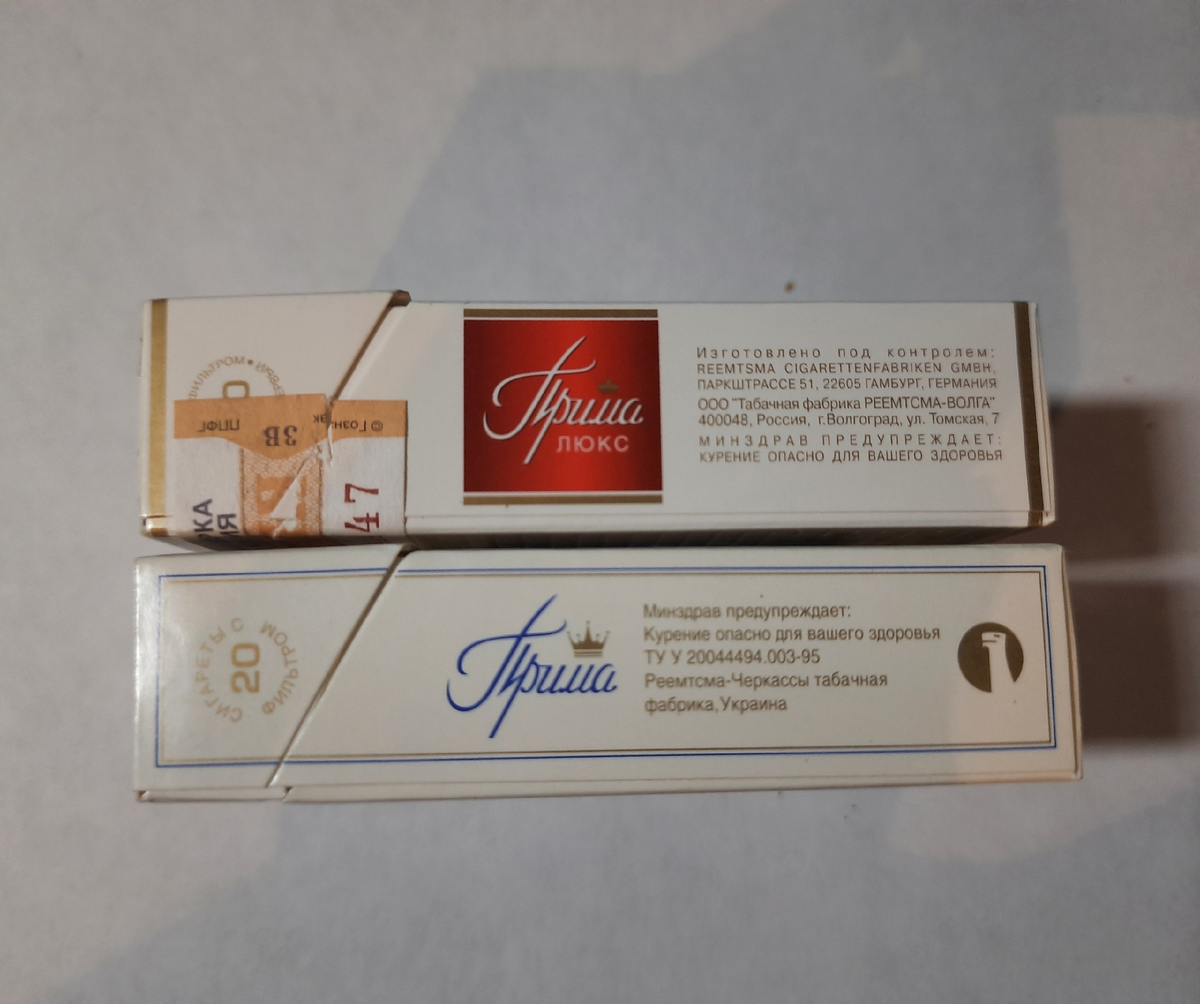 СИГАРЕТЫ С ФИЛЬТРОМ
20
Прима
ЛЮКС
Изготовлено под контролем:
REEMTSMA CIGARETTENFABRIKEN GMBH,
ПАРКШТРАССЕ 51, 22605 ГАМБУРГ, ГЕРМАНИЯ
ООО "Табачная фабрика РЕЕМТСМА-ВОЛГА"
400048, Россия, г.Волгоград, ул. Томская, 7
МИНЗДРАВ ПРЕДУПРЕЖДАЕТ:
КУРЕНИЕ ОПАСНО ДЛЯ ВАШЕГО ЗДОРОВЬЯ
ЗВ
47
Прима
Минздрав предупреждает:
Курение опасно для вашего здоровья
ТУ У 20044494.003-95
Реемтсма-Черкассы табачная
фабрика,Украина